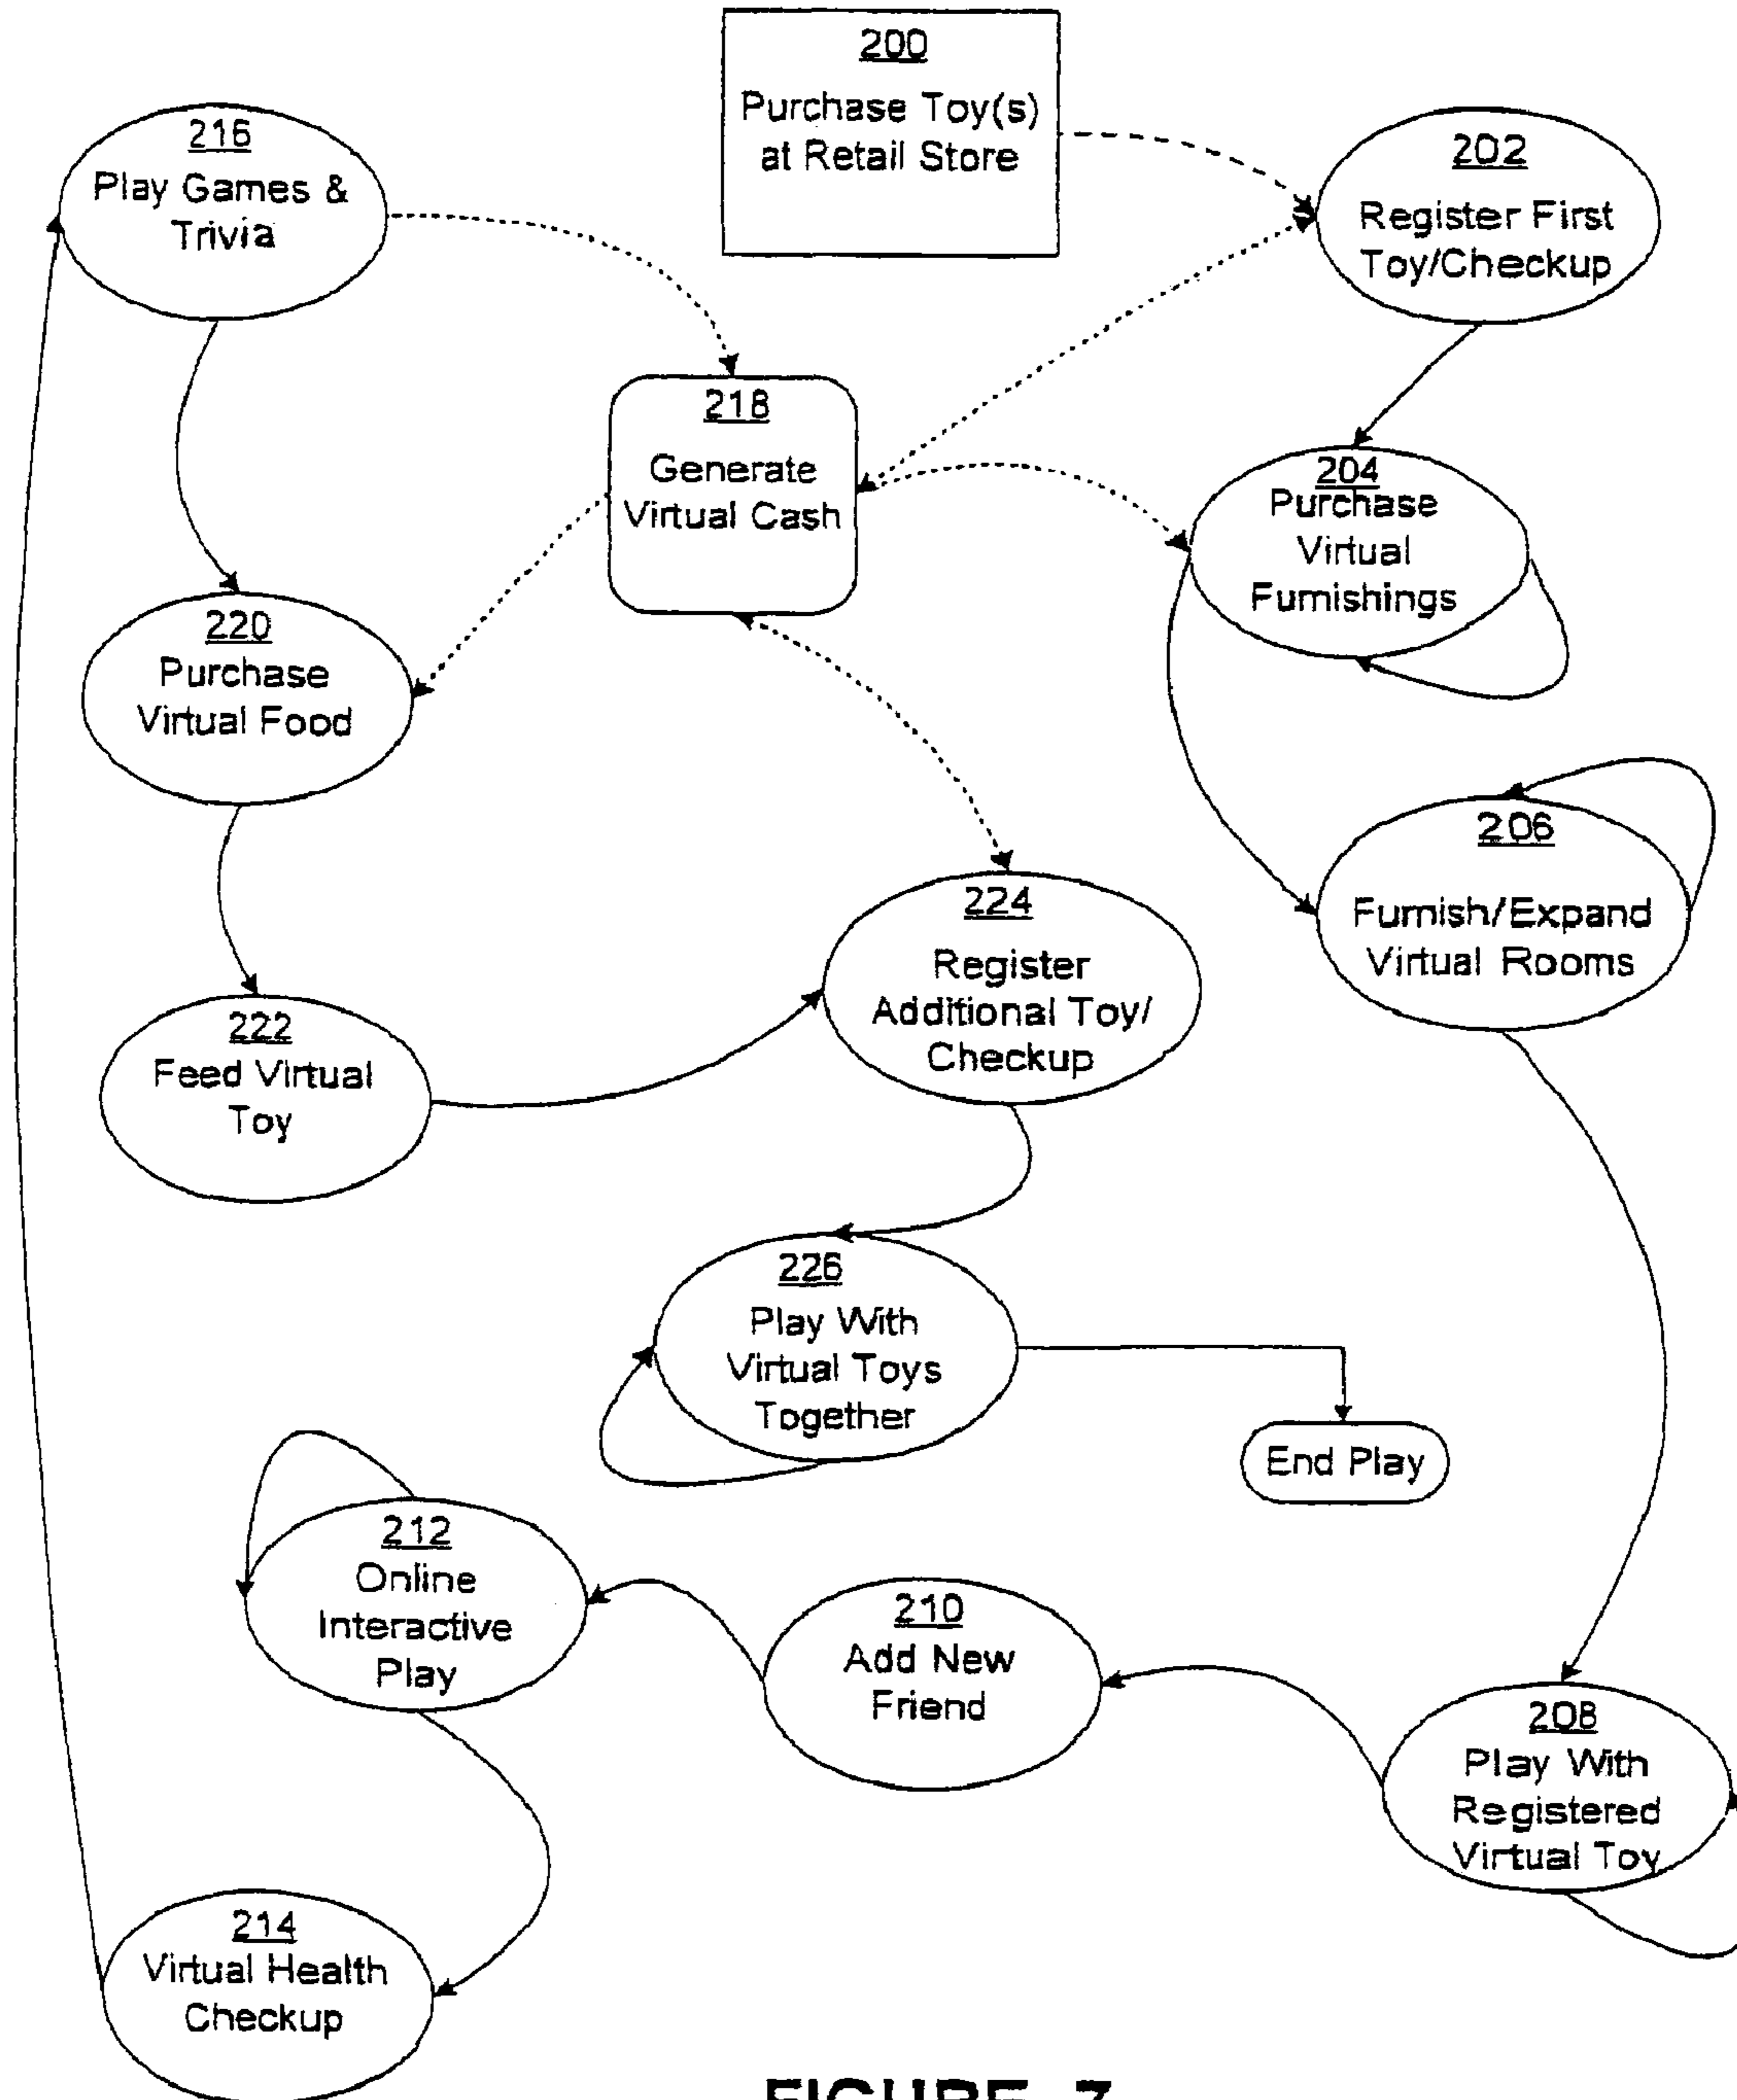 200
Purchase Toy(s)
at Retail Store
216
Play Games &
Trivia
202
Register First
Toy/Checkup
218
Generate
Virtual Cash
204
Purchase
Virtual
Furnishings
220
Purchase
Virtual Food
206
Furnish/Expand
Virtual Rooms
224
Register
Additional Toy/
Checkup
222
Feed Virtual
Toy
226
Play With
Virtual Toys
Together
End Play
212
Online
Interactive
Play
210
Add New
Friend
208
Play With
Registered
Virtual Toy
214
Virtual Health
Checkup
FIGURE